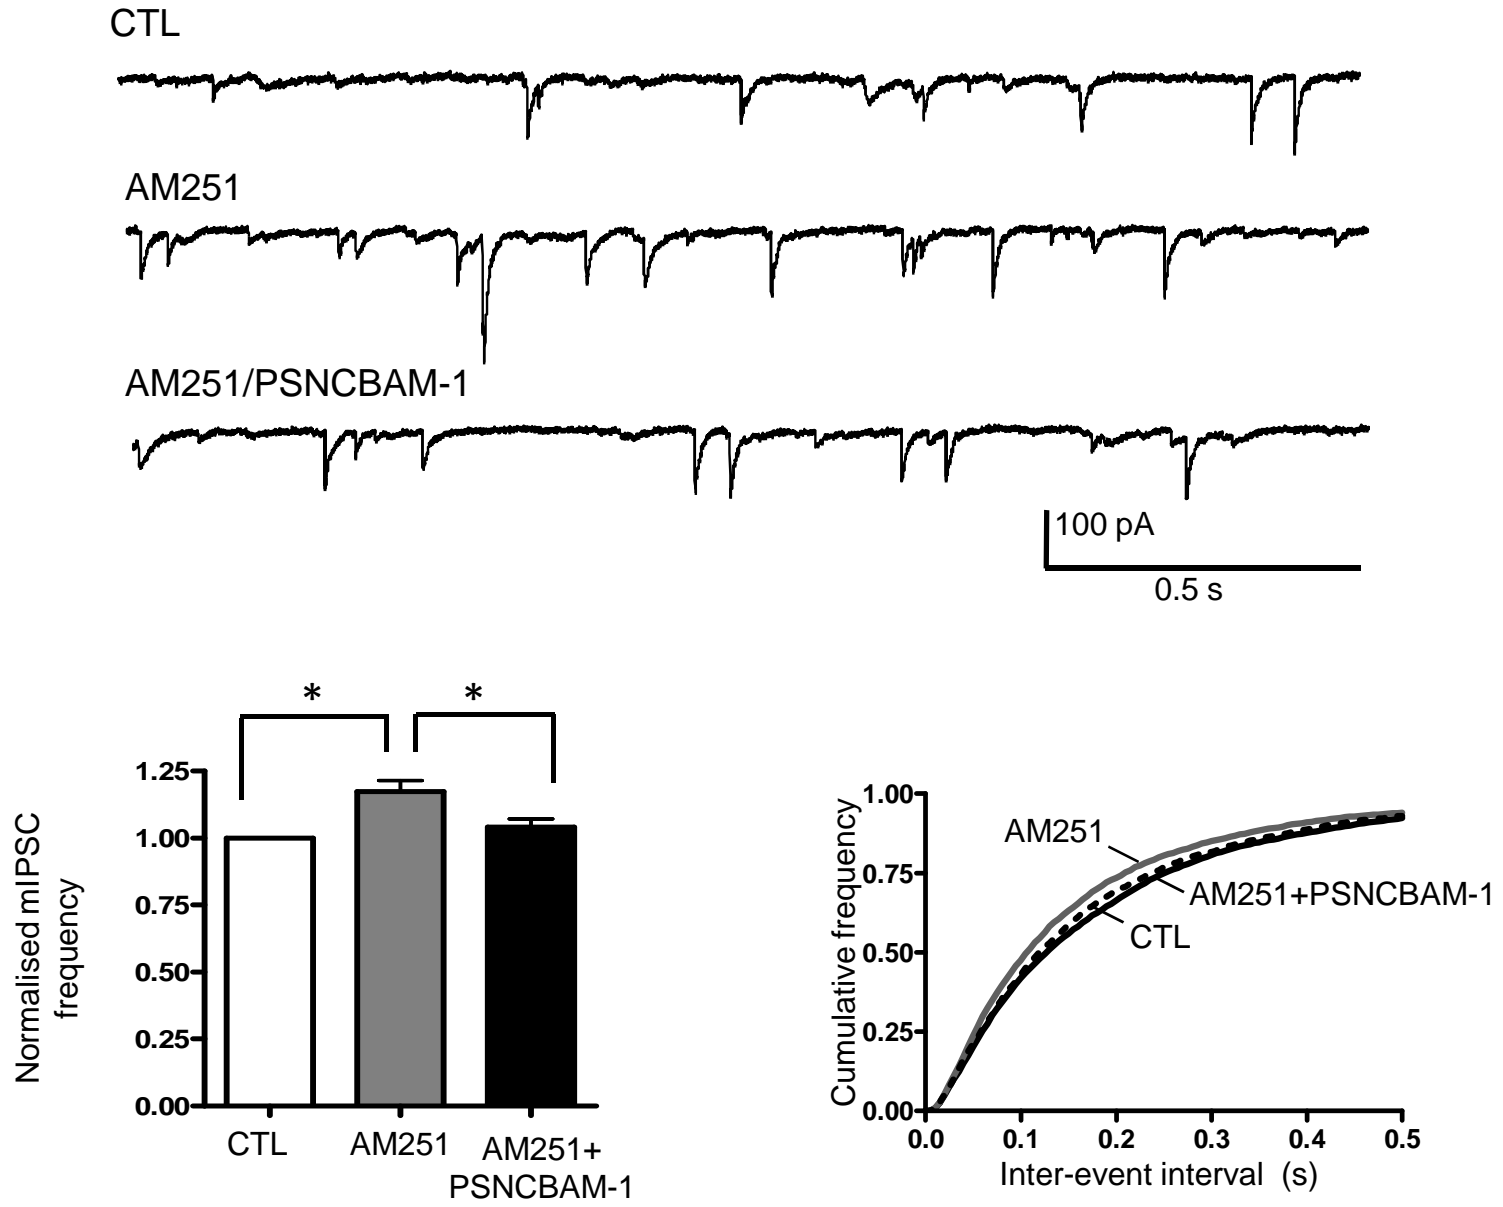 CTL
AM251
AM251/PSNCBAM-1
100 pA
0.5 s
*
*
Normalised mIPSC
frequency
1.25
1.00
0.75
0.50
0.25
0.00
CTL
AM251
AM251+
PSNCBAM-1
Cumulative frequency
1.00
0.75
0.50
0.25
0.00
AM251
AM251+PSNCBAM-1
CTL
0.0
0.1
0.2
0.3
0.4
0.5
Inter-event interval (s)